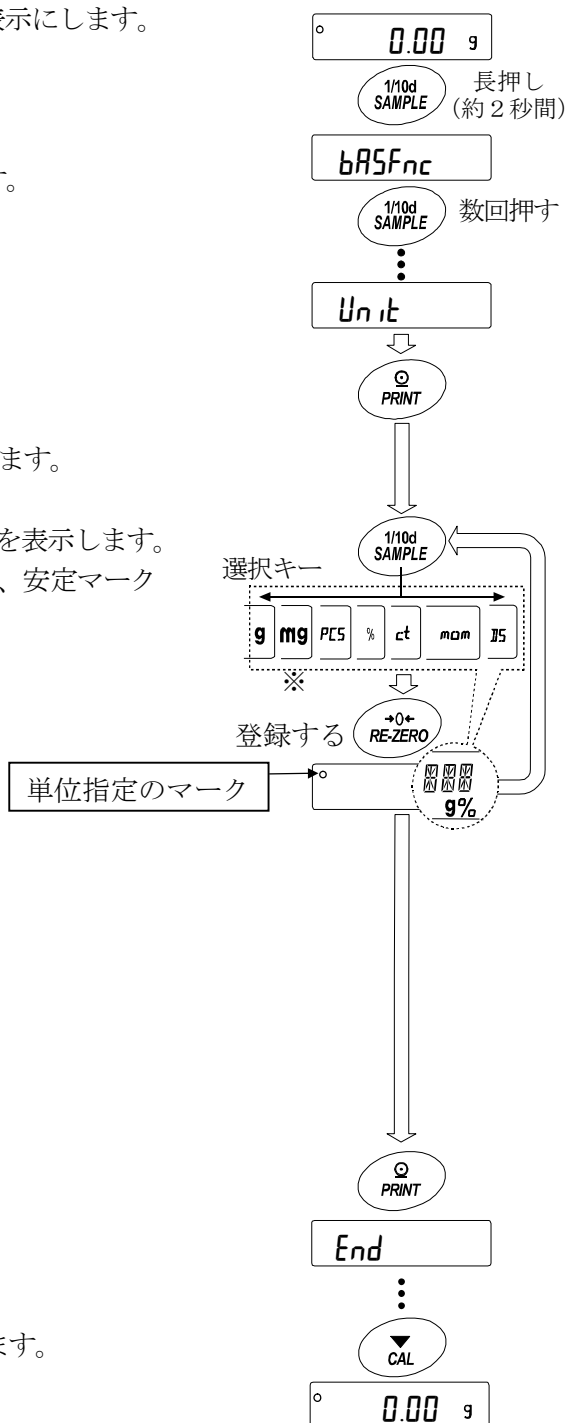 示にします。
0.00 g
1/10d
SAMPLE
長押し
(約２秒間)
bASFnc
す。
1/10d
SAMPLE
数回押す
Unit
PRINT
ます。
を表示します。
、安定マーク
1/10d
SAMPLE
選択キー
g mg PCS % ct mom DS
※
登録する
→0←
RE-ZERO
単位指定のマーク
g%
PRINT
End
ます。
CAL
0.00 g